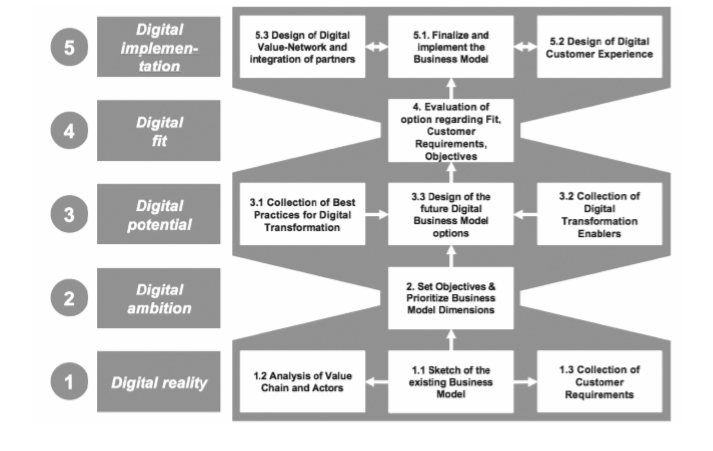 5
Digital
implemen-
tation
5.3 Design of Digital
Value-Network and
integration of partners
5.1. Finalize and
implement the
Business Model
5.2 Design of Digital
Customer Experience
4
Digital
fit
4. Evaluation of
option regarding Fit,
Customer
Requirements,
Objectives
3
Digital
potential
3.1 Collection of Best
Practices for Digital
Transformation
3.3 Design of the
future Digital
Business Model
options
3.2 Collection of
Digital
Transformation
Enablers
2
Digital
ambition
2. Set Objectives &
Prioritize Business
Model Dimensions
1
Digital reality
1.2 Analysis of Value
Chain and Actors
1.1 Sketch of the
existing Business
Model
1.3 Collection of
Customer
Requirements